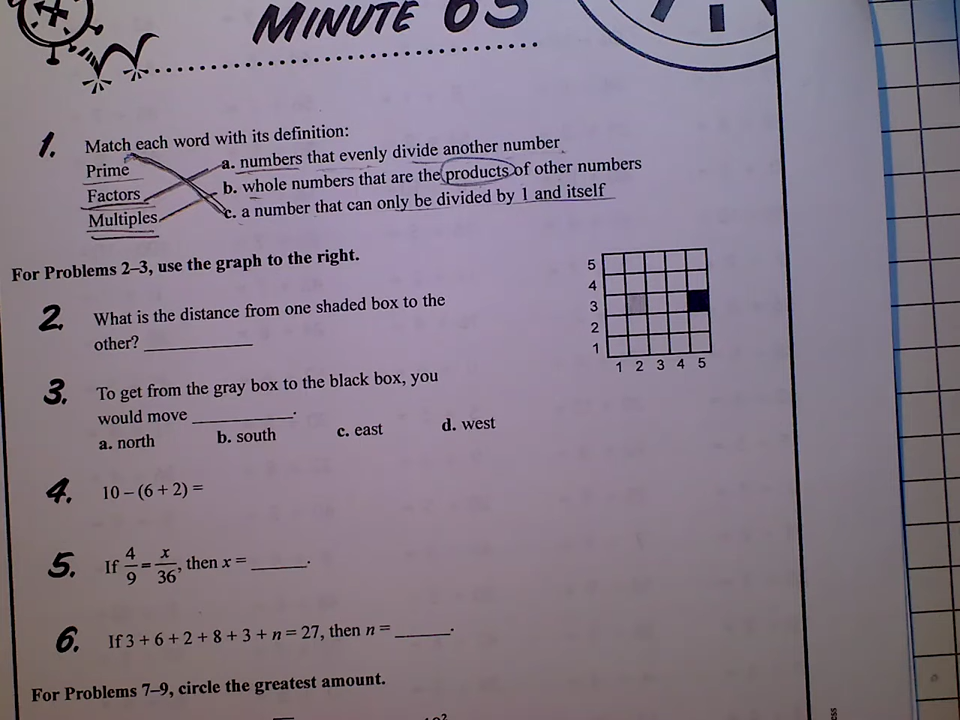 MINUTE 65
1. Match each word with its definition:
Prime
Factors
Multiples
a. numbers that evenly divide another number
b. whole numbers that are the products of other numbers
c. a number that can only be divided by 1 and itself
For Problems 2–3, use the graph to the right.
2. What is the distance from one shaded box to the
other? __________
5
4
3
2
1
1 2 3 4 5
3. To get from the gray box to the black box, you
would move __________.
a. north b. south c. east d. west
4. 10 – (6 + 2) =
5. If 4/9 = x/36, then x = _____.
6. If 3 + 6 + 2 + 8 + 3 + n = 27, then n = _____.
For Problems 7–9, circle the greatest amount.